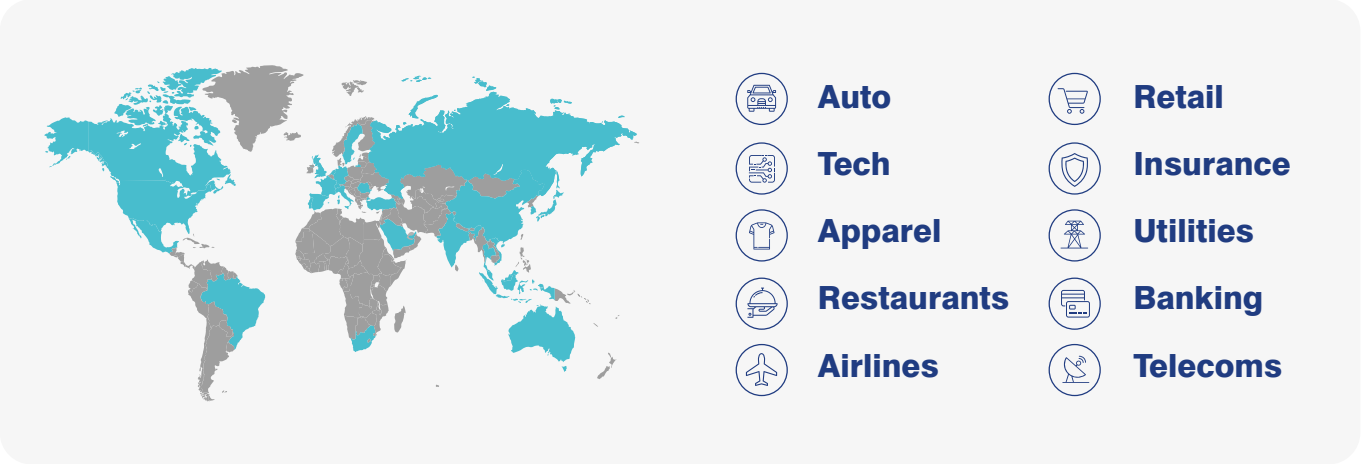 Auto
Tech
Apparel
Restaurants
Airlines
Retail
Insurance
Utilities
Banking
Telecoms